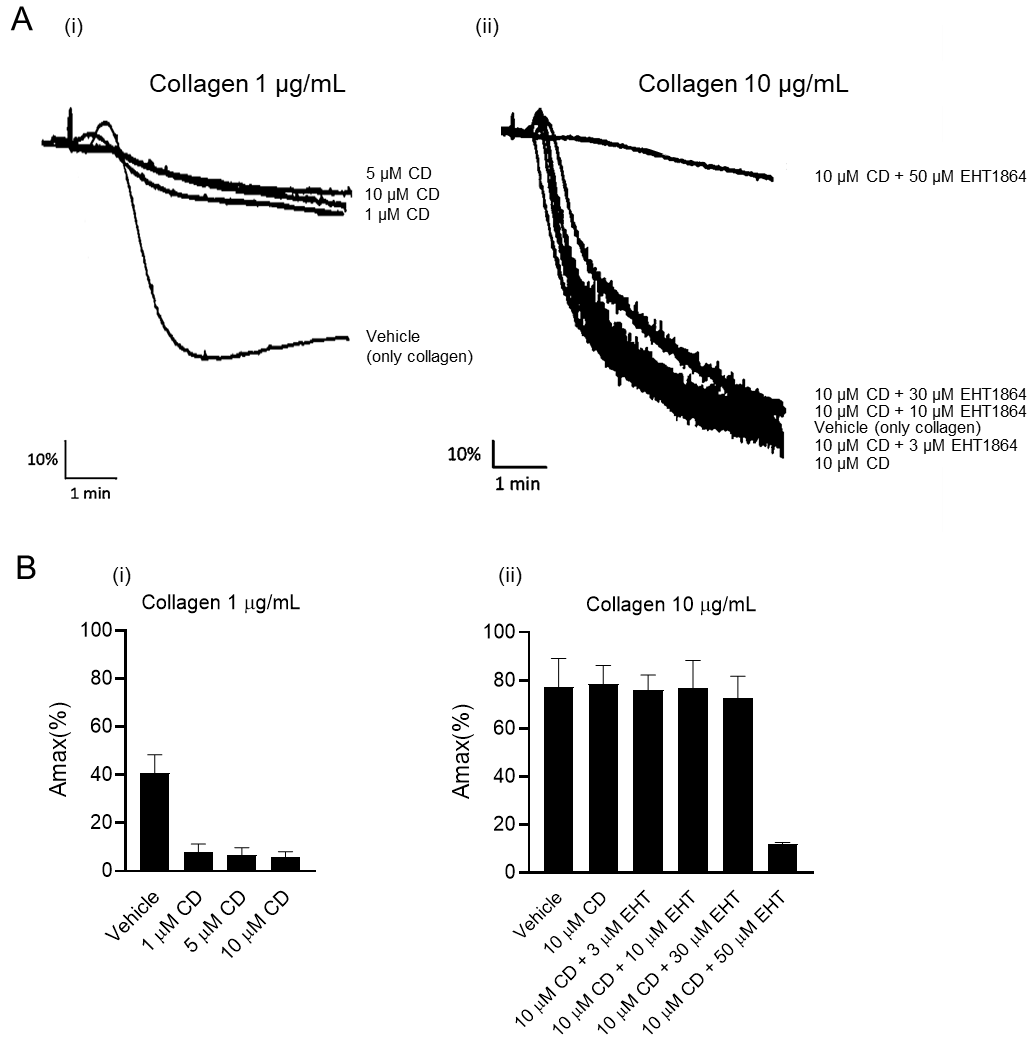 A
(i)
(ii)
Collagen 1 µg/mL
Collagen 10 µg/mL
5 µM CD
10 µM CD
1 µM CD
Vehicle
(only collagen)
10%
1 min
10 µM CD + 50 µM EHT1864
10 µM CD + 30 µM EHT1864
10 µM CD + 10 µM EHT1864
Vehicle (only collagen)
10 µM CD + 3 µM EHT1864
10 µM CD
10%
1 min
B
(i)
(ii)
Collagen 1 µg/mL
100
80
60
40
20
0
Amax(%)
Vehicle
1 µM CD
5 µM CD
10 µM CD
Collagen 10 µg/mL
100
80
60
40
20
0
Amax(%)
Vehicle
10 µM CD
10 µM CD + 3 µM EHT
10 µM CD + 10 µM EHT
10 µM CD + 30 µM EHT
10 µM CD + 50 µM EHT